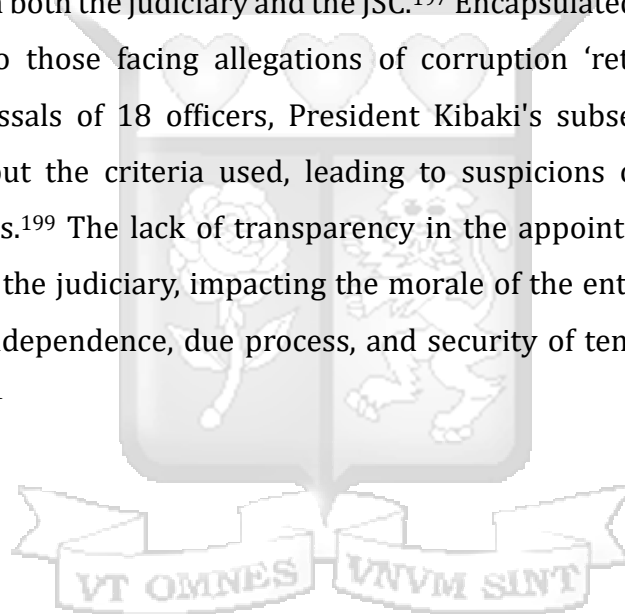 both the judiciary and the JSC.¹⁹⁷ Encapsulated
those facing allegations of corruption ‘ret
ssals of 18 officers, President Kibaki's subse
out the criteria used, leading to suspicions
s.¹⁹⁹ The lack of transparency in the appoint
the judiciary, impacting the morale of the ent
ndependence, due process, and security of ten
VT OMNES VNVM SINT